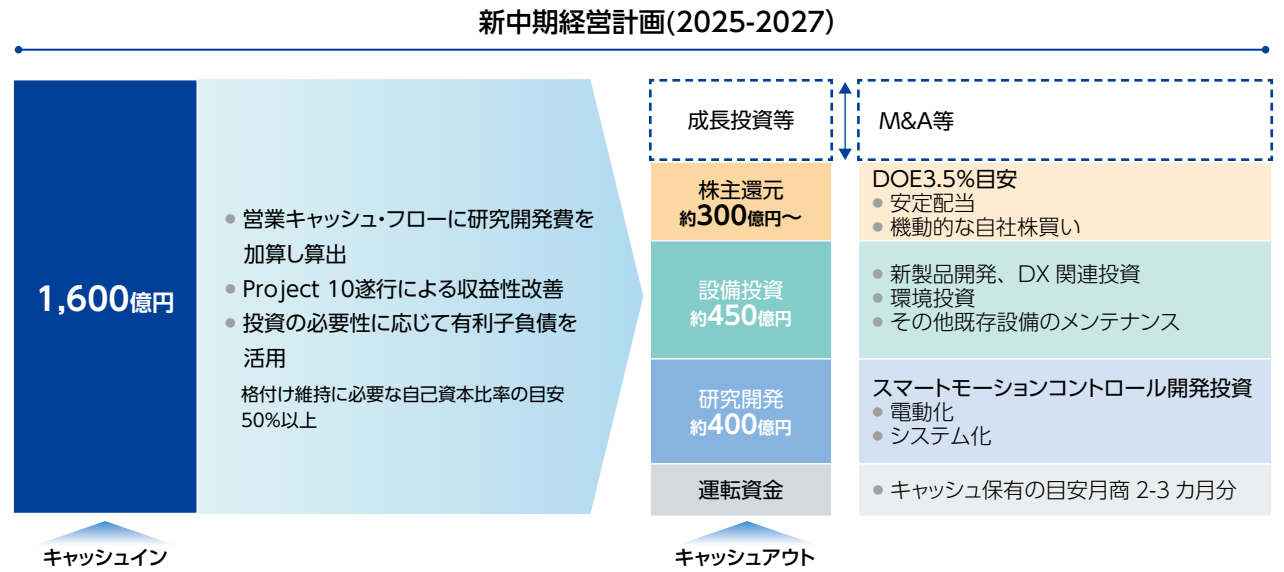 新中期経営計画(2025-2027)
1,600億円
● 営業キャッシュ・フローに研究開発費を
加算し算出
● Project 10遂行による収益性改善
● 投資の必要性に応じて有利子負債を
活用
格付け維持に必要な自己資本比率の目安
50%以上
成長投資等
M&A等
株主還元
約300億円〜
DOE3.5%目安
● 安定配当
● 機動的な自社株買い
設備投資
約450億円
● 新製品開発、DX 関連投資
● 環境投資
● その他既存設備のメンテナンス
研究開発
約400億円
スマートモーションコントロール開発投資
● 電動化
● システム化
運転資金
● キャッシュ保有の目安月商 2-3 カ月分
キャッシュイン
キャッシュアウト